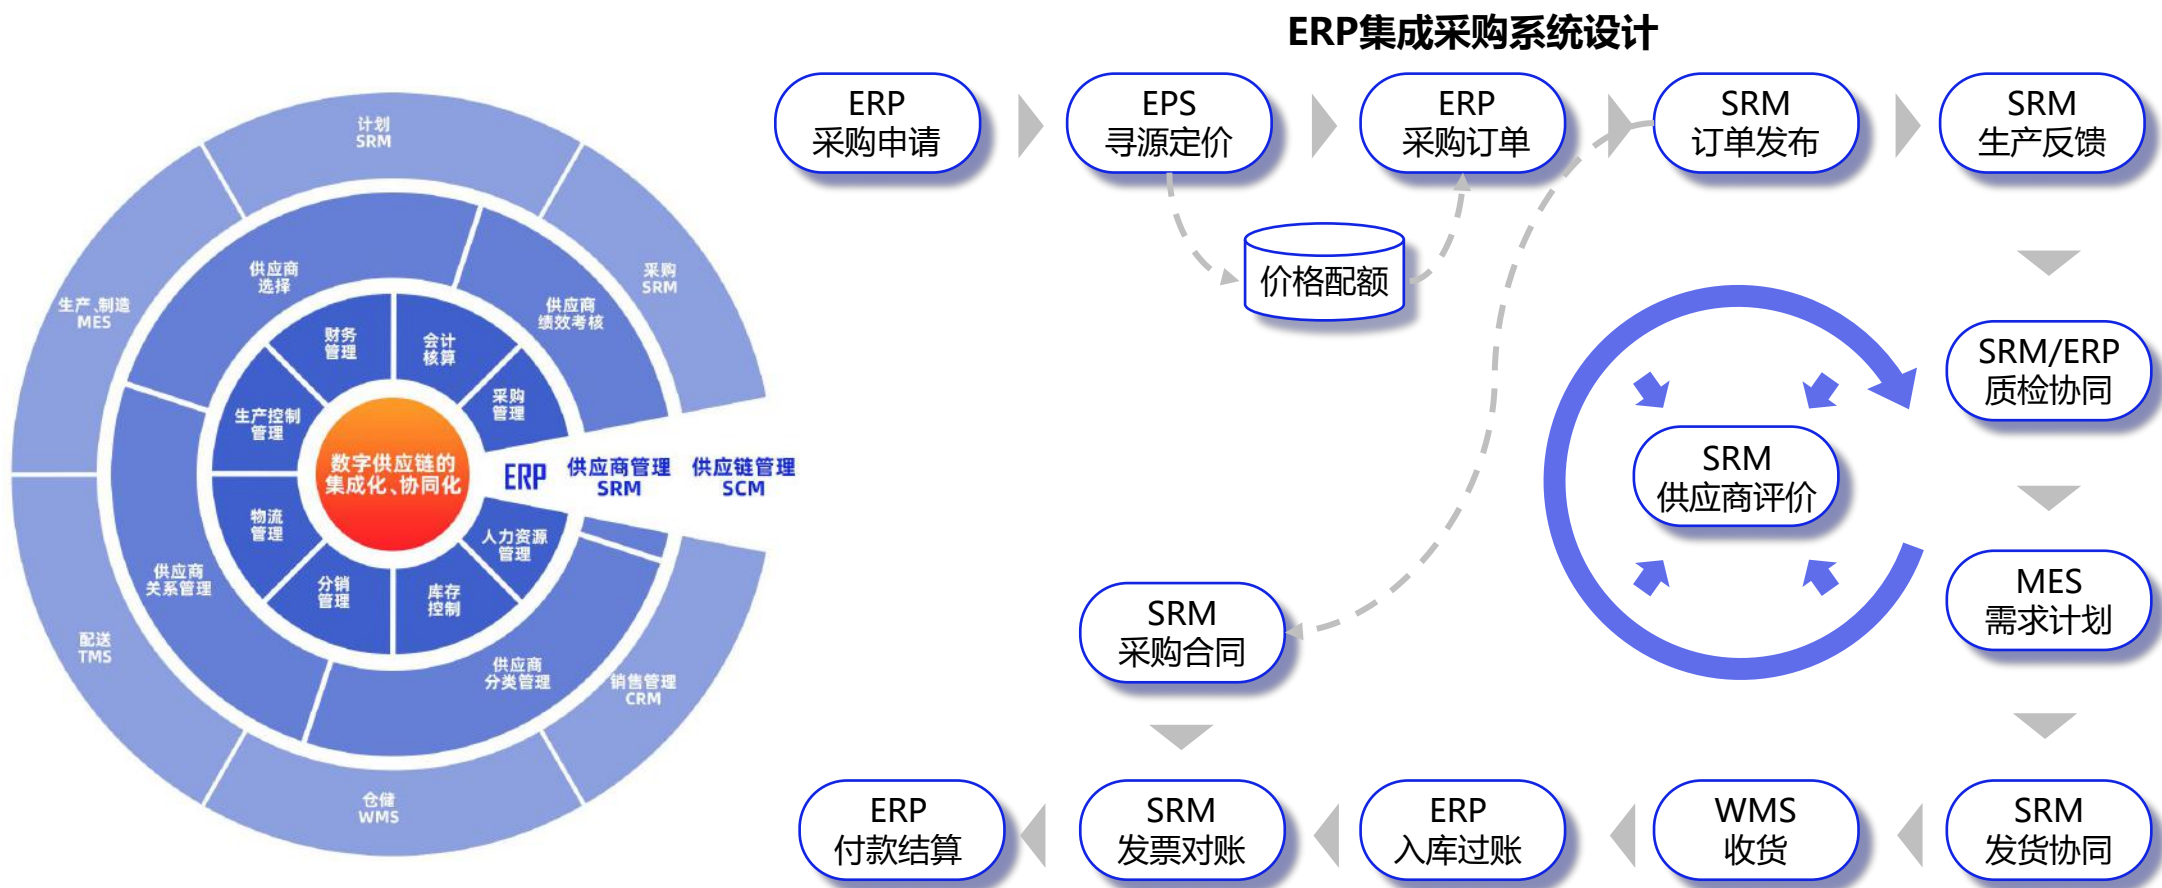 ERP集成采购系统设计
计划
SRM
采购
SRM
生产、制造
MES
配送
TMS
仓储
WMS
销售管理
CRM
供应商
选择
供应商
绩效考核
供应商
关系管理
供应商
分类管理
财务
管理
会计
核算
采购
管理
生产控制
管理
物流
管理
分销
管理
库存
控制
人力资源
管理
数字供应链的
集成化、协同化
ERP
供应商管理
SRM
供应链管理
SCM
ERP
采购申请
EPS
寻源定价
ERP
采购订单
SRM
订单发布
SRM
生产反馈
价格配额
SRM/ERP
质检协同
SRM
供应商评价
MES
需求计划
SRM
采购合同
ERP
付款结算
SRM
发票对账
ERP
入库过账
WMS
收货
SRM
发货协同